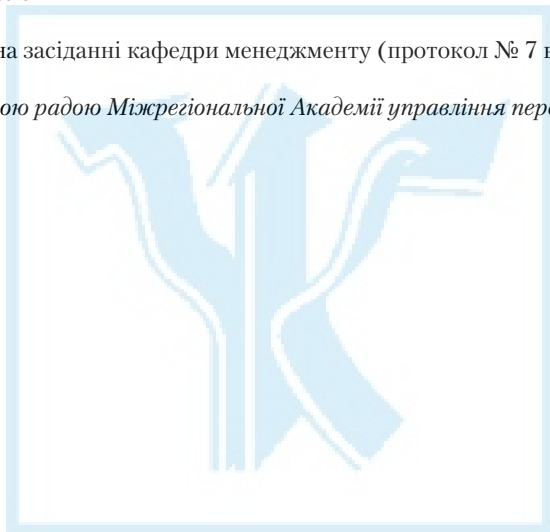 на засіданні кафедри менеджменту (протокол № 7 в
ою радою Міжрегіональної Академії управління перс